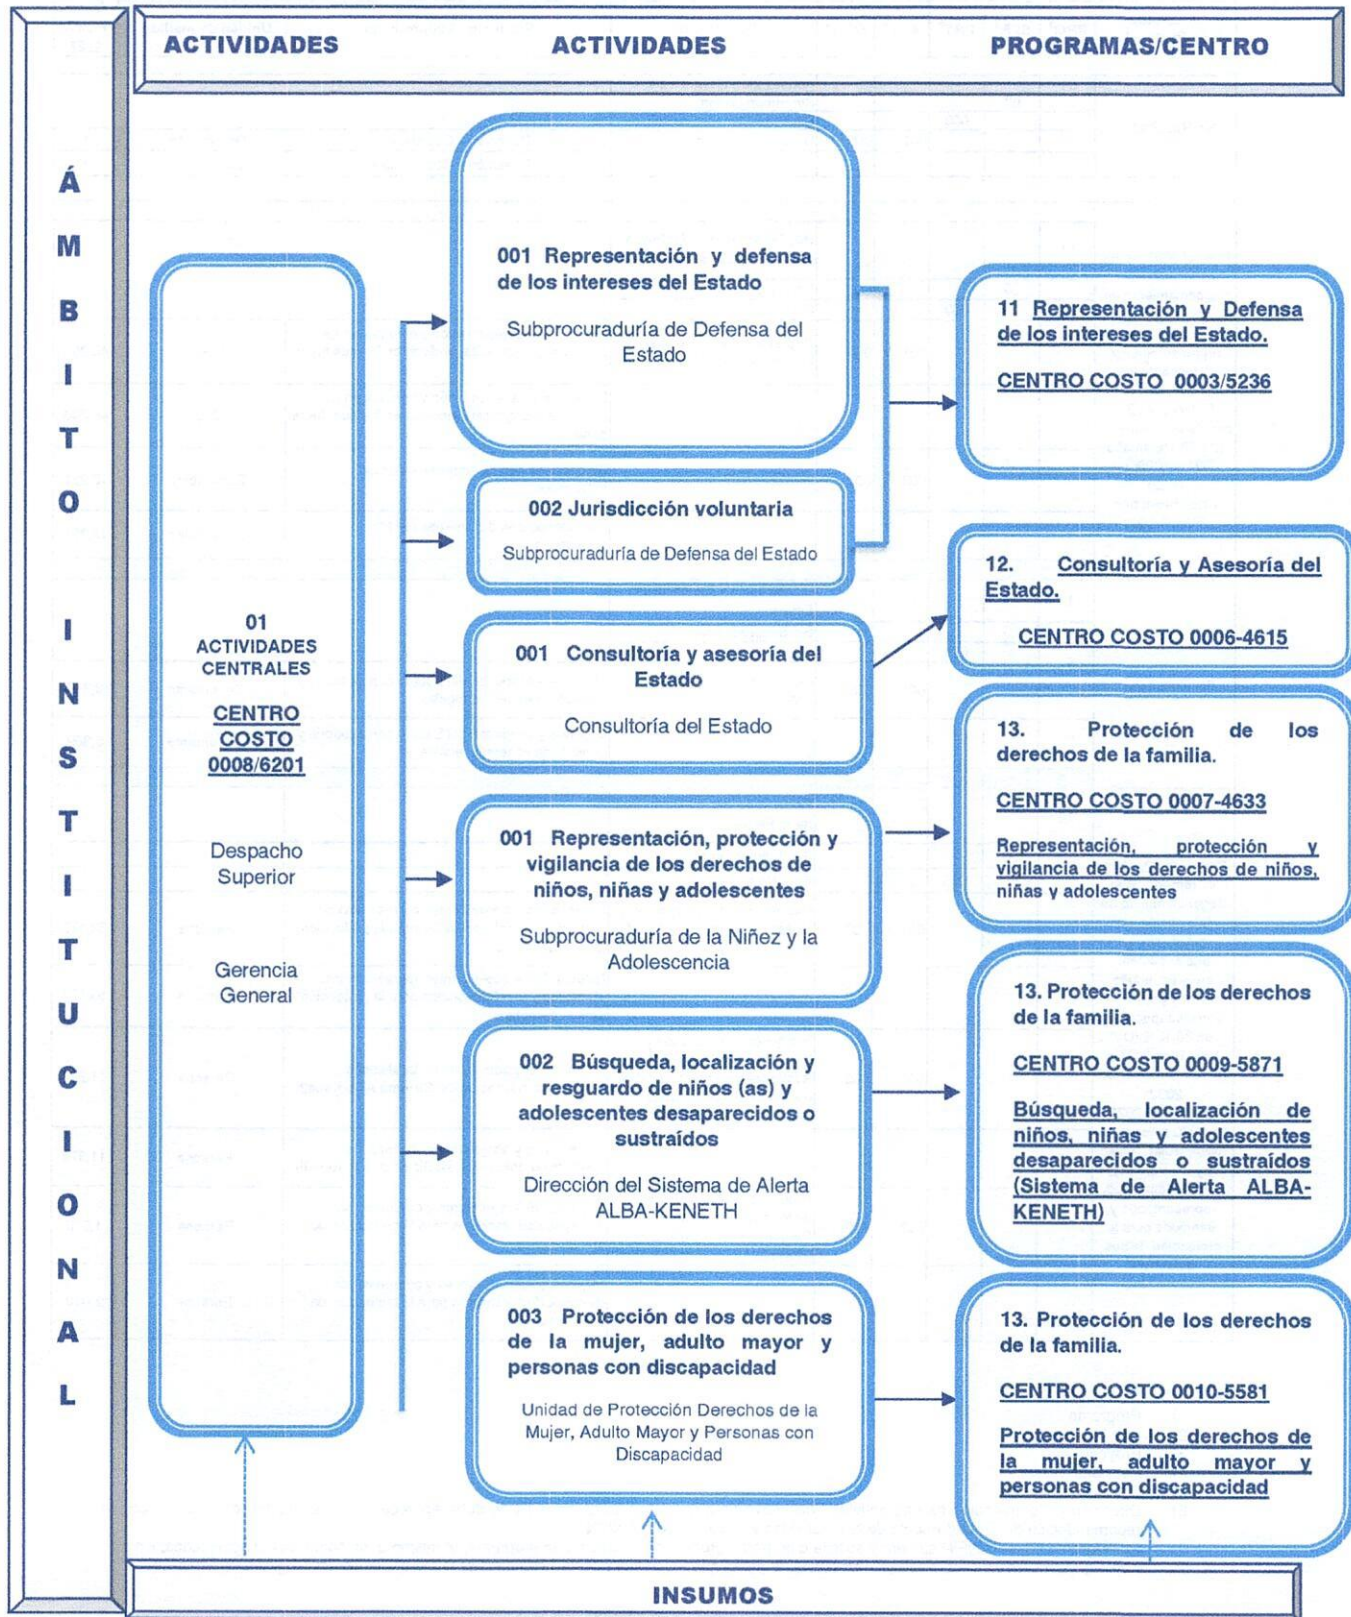 ACTIVIDADES
ACTIVIDADES
PROGRAMAS/CENTRO
ÁMBITO INSTITUCIONAL
01
ACTIVIDADES
CENTRALES
CENTRO
COSTO
0008/6201
Despacho
Superior
Gerencia
General
001 Representación y defensa
de los intereses del Estado
Subprocuraduría de Defensa del
Estado
002 Jurisdicción voluntaria
Subprocuraduría de Defensa del Estado
001 Consultoría y asesoría del
Estado
Consultoría del Estado
001 Representación, protección y
vigilancia de los derechos de
niños, niñas y adolescentes
Subprocuraduría de la Niñez y la
Adolescencia
002 Búsqueda, localización y
resguardo de niños (as) y
adolescentes desaparecidos o
sustraídos
Dirección del Sistema de Alerta
ALBA-KENETH
003 Protección de los derechos
de la mujer, adulto mayor y
personas con discapacidad
Unidad de Protección Derechos de la
Mujer, Adulto Mayor y Personas con
Discapacidad
11 Representación y Defensa
de los intereses del Estado.
CENTRO COSTO 0003/5236
12. Consultoría y Asesoría del
Estado.
CENTRO COSTO 0006-4615
13. Protección de los
derechos de la familia.
CENTRO COSTO 0007-4633
Representación, protección y
vigilancia de los derechos de niños,
niñas y adolescentes
13. Protección de los derechos
de la familia.
CENTRO COSTO 0009-5871
Búsqueda, localización de
niños, niñas y adolescentes
desaparecidos o sustraídos
(Sistema de Alerta ALBA-
KENETH)
13. Protección de los derechos
de la familia.
CENTRO COSTO 0010-5581
Protección de los derechos de
la mujer, adulto mayor y
personas con discapacidad
INSUMOS